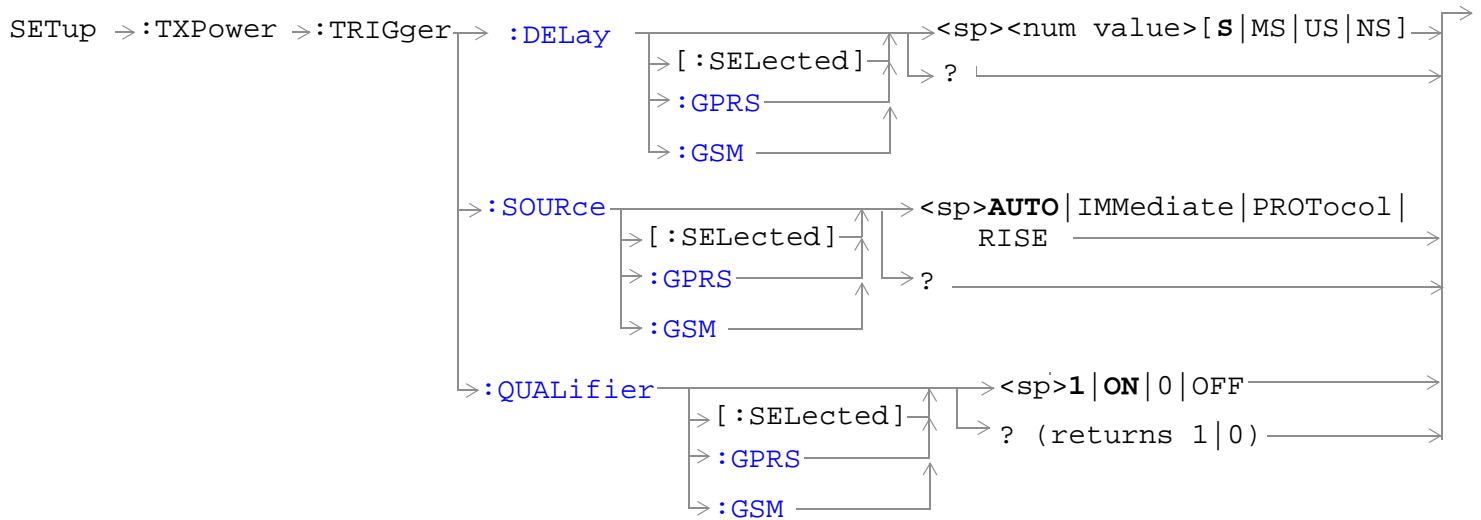 SETup :TXPower :TRIGger :DELay <sp><num value>[S|MS|US|NS]
[:SELected] ?
:GPRS
:GSM
:SOURce <sp>AUTO|IMMediate|PROTocol|
[:SELected] RISE
:GPRS ?
:GSM
:QUALifier <sp>1|ON|0|OFF
[:SELected] ? (returns 1|0)
:GPRS
:GSM